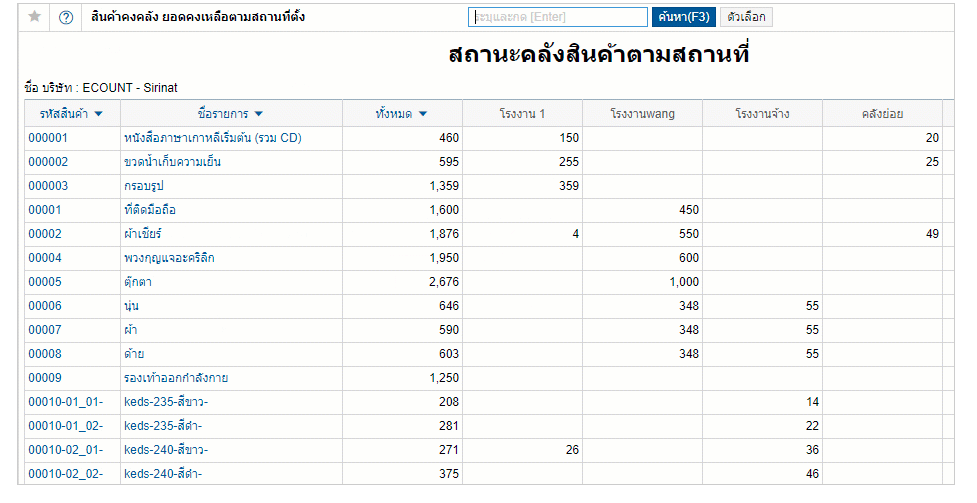 สินค้าคงคลัง ยอดคงเหลือตามสถานที่ตั้ง ระบุและกด [Enter] ค้นหา(F3) ตัวเลือก
สถานะคลังสินค้าตามสถานที่
ชื่อ บริษัท : ECOUNT - Sirinat
รหัสสินค้า ชื่อรายการ ทั้งหมด โรงงาน 1 โรงงานwang โรงงานจ้าง คลังย่อย
000001 หนังสือภาษาเกาหลีเริ่มต้น (รวม CD) 460 150 20
000002 ขวดน้ำเก็บความเย็น 595 255 25
000003 กรอบรูป 1,359 359
00001 ที่ติดมือถือ 1,600 450
00002 ผ้าเชียร์ 1,876 4 550 49
00004 พวงกุญแจอะคริลิก 1,950 600
00005 ตุ๊กตา 2,676 1,000
00006 นุ่น 646 348 55
00007 ผ้า 590 348 55
00008 ด้าย 603 348 55
00009 รองเท้าออกกำลังกาย 1,250
00010-01_01- keds-235-สีขาว- 208 14
00010-01_02- keds-235-สีดำ- 281 22
00010-02_01- keds-240-สีขาว- 271 26 36
00010-02_02- keds-240-สีดำ- 375 46